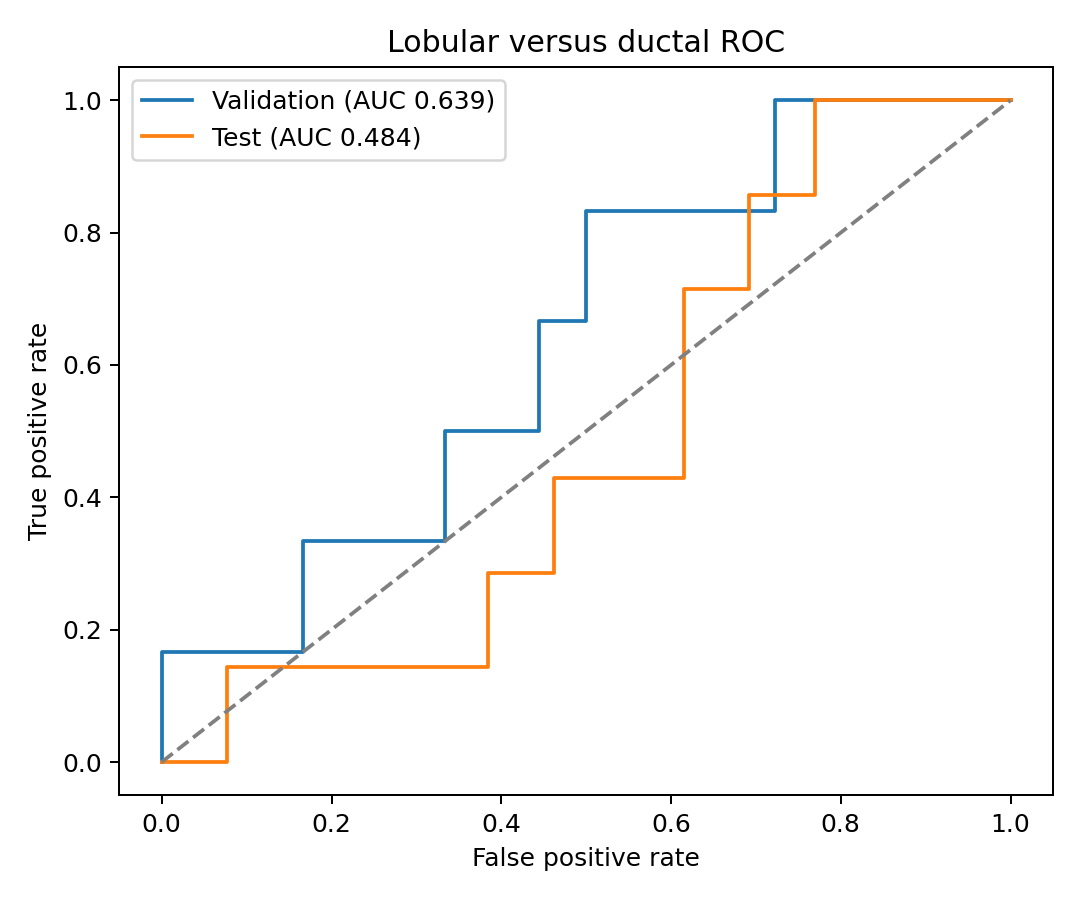 Lobular versus ductal ROC
Validation (AUC 0.639)
Test (AUC 0.484)
1.0
0.8
0.6
0.4
0.2
0.0
True positive rate
0.0 0.2 0.4 0.6 0.8 1.0
False positive rate